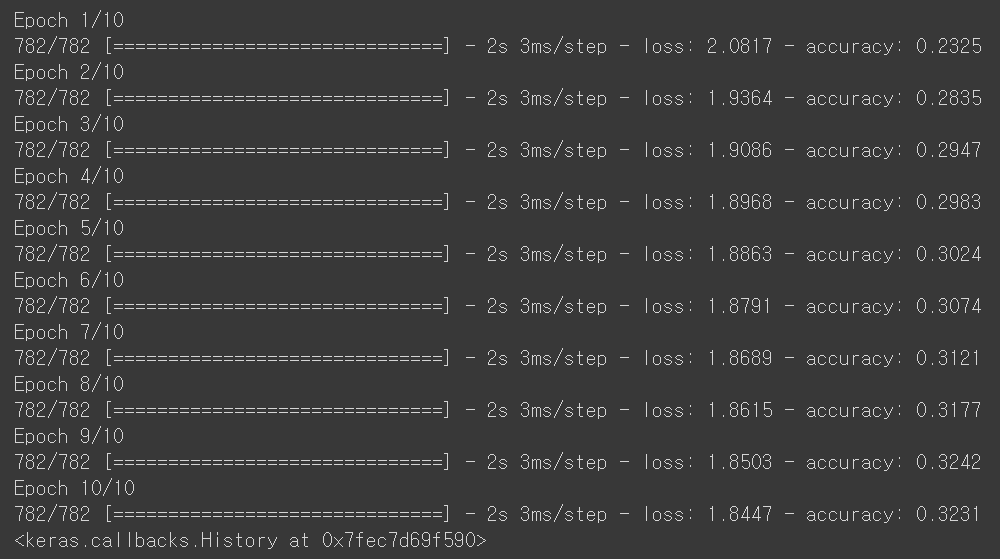 Epoch 1/10
782/782 [==============================] - 2s 3ms/step - loss: 2.0817 - accuracy: 0.2325
Epoch 2/10
782/782 [==============================] - 2s 3ms/step - loss: 1.9364 - accuracy: 0.2835
Epoch 3/10
782/782 [==============================] - 2s 3ms/step - loss: 1.9086 - accuracy: 0.2947
Epoch 4/10
782/782 [==============================] - 2s 3ms/step - loss: 1.8968 - accuracy: 0.2983
Epoch 5/10
782/782 [==============================] - 2s 3ms/step - loss: 1.8863 - accuracy: 0.3024
Epoch 6/10
782/782 [==============================] - 2s 3ms/step - loss: 1.8791 - accuracy: 0.3074
Epoch 7/10
782/782 [==============================] - 2s 3ms/step - loss: 1.8689 - accuracy: 0.3121
Epoch 8/10
782/782 [==============================] - 2s 3ms/step - loss: 1.8615 - accuracy: 0.3177
Epoch 9/10
782/782 [==============================] - 2s 3ms/step - loss: 1.8503 - accuracy: 0.3242
Epoch 10/10
782/782 [==============================] - 2s 3ms/step - loss: 1.8447 - accuracy: 0.3231
<keras.callbacks.History at 0x7fec7d69f590>